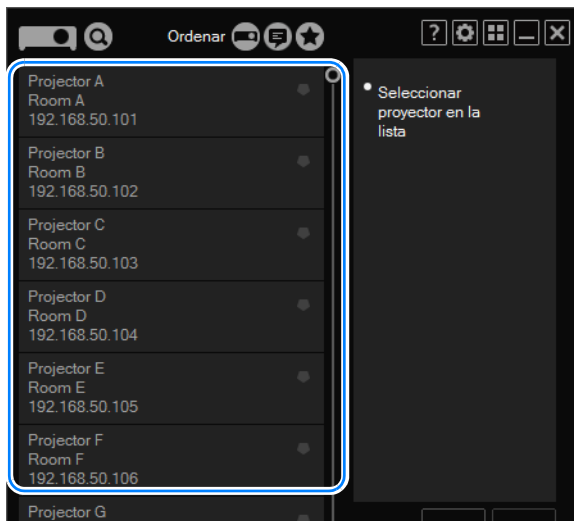 Ordenar
?
Projector A
Room A
192.168.50.101
Projector B
Room B
192.168.50.102
Projector C
Room C
192.168.50.103
Projector D
Room D
192.168.50.104
Projector E
Room E
192.168.50.105
Projector F
Room F
192.168.50.106
Projector G
Seleccionar
proyector en la
lista